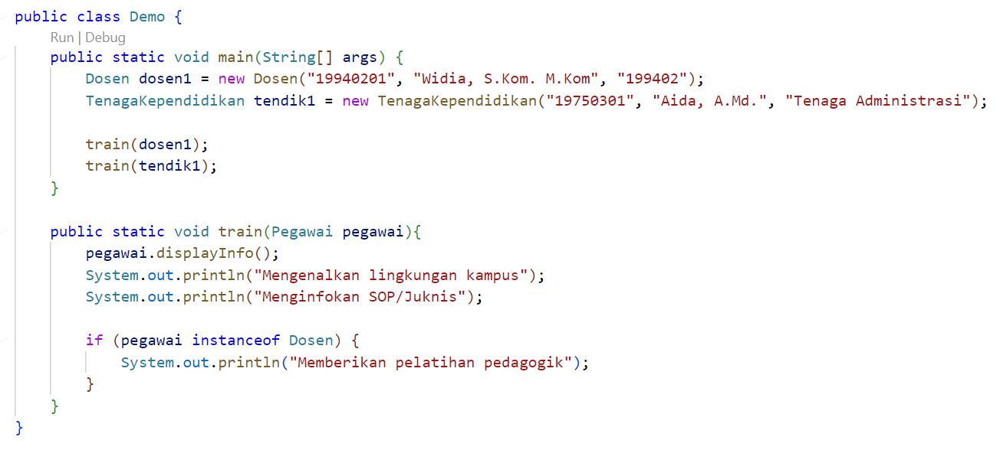 public class Demo {
Run | Debug
public static void main(String[] args) {
Dosen dosen1 = new Dosen("19940201", "Widia, S.Kom. M.Kom", "199402");
TenagaKependidikan tendik1 = new TenagaKependidikan("19750301", "Aida, A.Md.", "Tenaga Administrasi");
train(dosen1);
train(tendik1);
}
public static void train(Pegawai pegawai){
pegawai.displayInfo();
System.out.println("Mengenalkan lingkungan kampus");
System.out.println("Menginfokan SOP/Juknis");
if (pegawai instanceof Dosen) {
System.out.println("Memberikan pelatihan pedagogik");
}
}
}